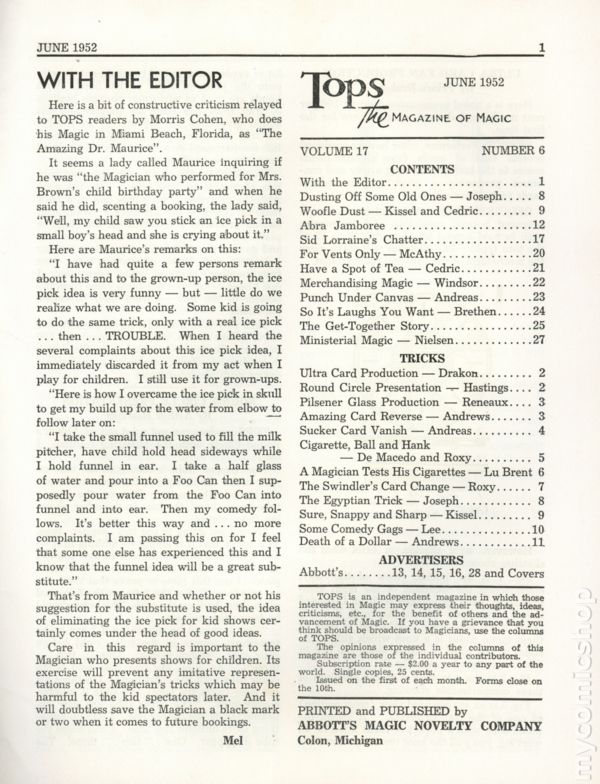 JUNE 1952 1
WITH THE EDITOR
Here is a bit of constructive criticism relayed
to TOPS readers by Morris Cohen, who does
his Magic in Miami Beach, Florida, as "The
Amazing Dr. Maurice".
It seems a lady called Maurice inquiring if
he was "the Magician who performed for Mrs.
Brown's child birthday party" and when he
said he did, scenting a booking, the lady said,
"Well, my child saw you stick an ice pick in a
small boy's head and she is crying about it."
Here are Maurice's remarks on this:
"I have had quite a few persons remark
about this and to the grown-up person, the ice
pick idea is very funny — but — little do we
realize what we are doing. Some kid is going
to do the same trick, only with a real ice pick
. . . then . . . TROUBLE. When I heard the
several complaints about this ice pick idea, I
immediately discarded it from my act when I
play for children. I still use it for grown-ups.
"Here is how I overcame the ice pick in skull
to get my build up for the water from elbow to
follow later on:
"I take the small funnel used to fill the milk
pitcher, have child hold head sideways while
I hold funnel in ear. I take a half glass
of water and pour into a Foo Can then I sup-
posedly pour water from the Foo Can into
funnel and into ear. Then my comedy fol-
lows. It's better this way and . . . no more
complaints. I am passing this on for I feel
that some one else has experienced this and I
know that the funnel idea will be a great sub-
stitute."
That's from Maurice and whether or not his
suggestion for the substitute is used, the idea
of eliminating the ice pick for kid shows cer-
tainly comes under the head of good ideas.
Care in this regard is important to the
Magician who presents shows for children. Its
exercise will prevent any imitative represen-
tations of the Magician's tricks which may be
harmful to the kid spectators later. And it
will doubtless save the Magician a black mark
or two when it comes to future bookings.
Mel
Tops JUNE 1952
The MAGAZINE OF MAGIC
VOLUME 17 NUMBER 6
CONTENTS
With the Editor........................ 1
Dusting Off Some Old Ones — Joseph..... 8
Woofle Dust — Kissel and Cedric......... 9
Abra Jamboree .......................12
Sid Lorraine's Chatter..................17
For Vents Only — McAthy...............20
Have a Spot of Tea — Cedric............21
Merchandising Magic — Windsor.........22
Punch Under Canvas — Andreas.........23
So It's Laughs You Want — Brethen......24
The Get-Together Story.................25
Ministerial Magic — Nielsen.............27
TRICKS
Ultra Card Production — Drakon......... 2
Round Circle Presentation — Hastings.... 2
Pilsener Glass Production — Reneaux.... 3
Amazing Card Reverse — Andrews....... 3
Sucker Card Vanish — Andreas.......... 4
Cigarette, Ball and Hank
— De Macedo and Roxy.......... 5
A Magician Tests His Cigarettes — Lu Brent 6
The Swindler's Card Change — Roxy...... 7
The Egyptian Trick — Joseph............ 8
Sure, Snappy and Sharp — Kissel......... 9
Some Comedy Gags — Lee..............10
Death of a Dollar — Andrews............11
ADVERTISERS
Abbott's........13, 14, 15, 16, 28 and Covers
TOPS is an independent magazine in which those
interested in Magic may express their thoughts, ideas,
criticisms, etc., for the benefit of others and the ad-
vancement of Magic. If you have a grievance that you
think should be broadcast to Magicians, use the columns
of TOPS.
The opinions expressed in the columns of this
magazine are those of the individual contributors.
Subscription rate — $2.00 a year to any part of the
world. Single copies, 25 cents.
Issued on the first of each month. Forms close on
the 10th.
PRINTED and PUBLISHED by
ABBOTT'S MAGIC NOVELTY COMPANY
Colon, Michigan
mycomicshop